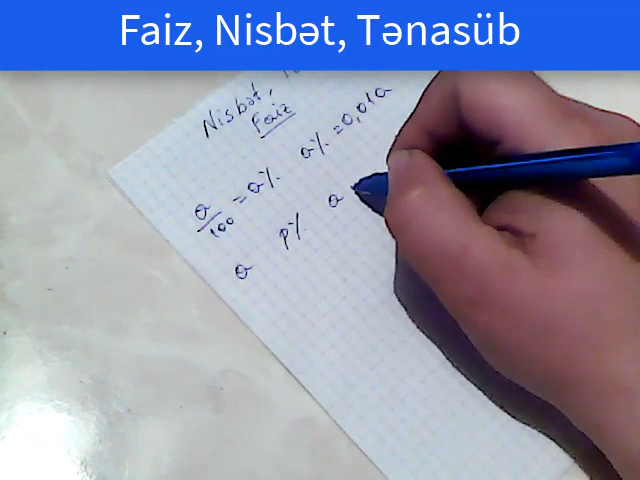 Faiz, Nisbət, Tənasüb
Nisbət,
Faiz
a/100 = a% a% = 0,01a
a p% a